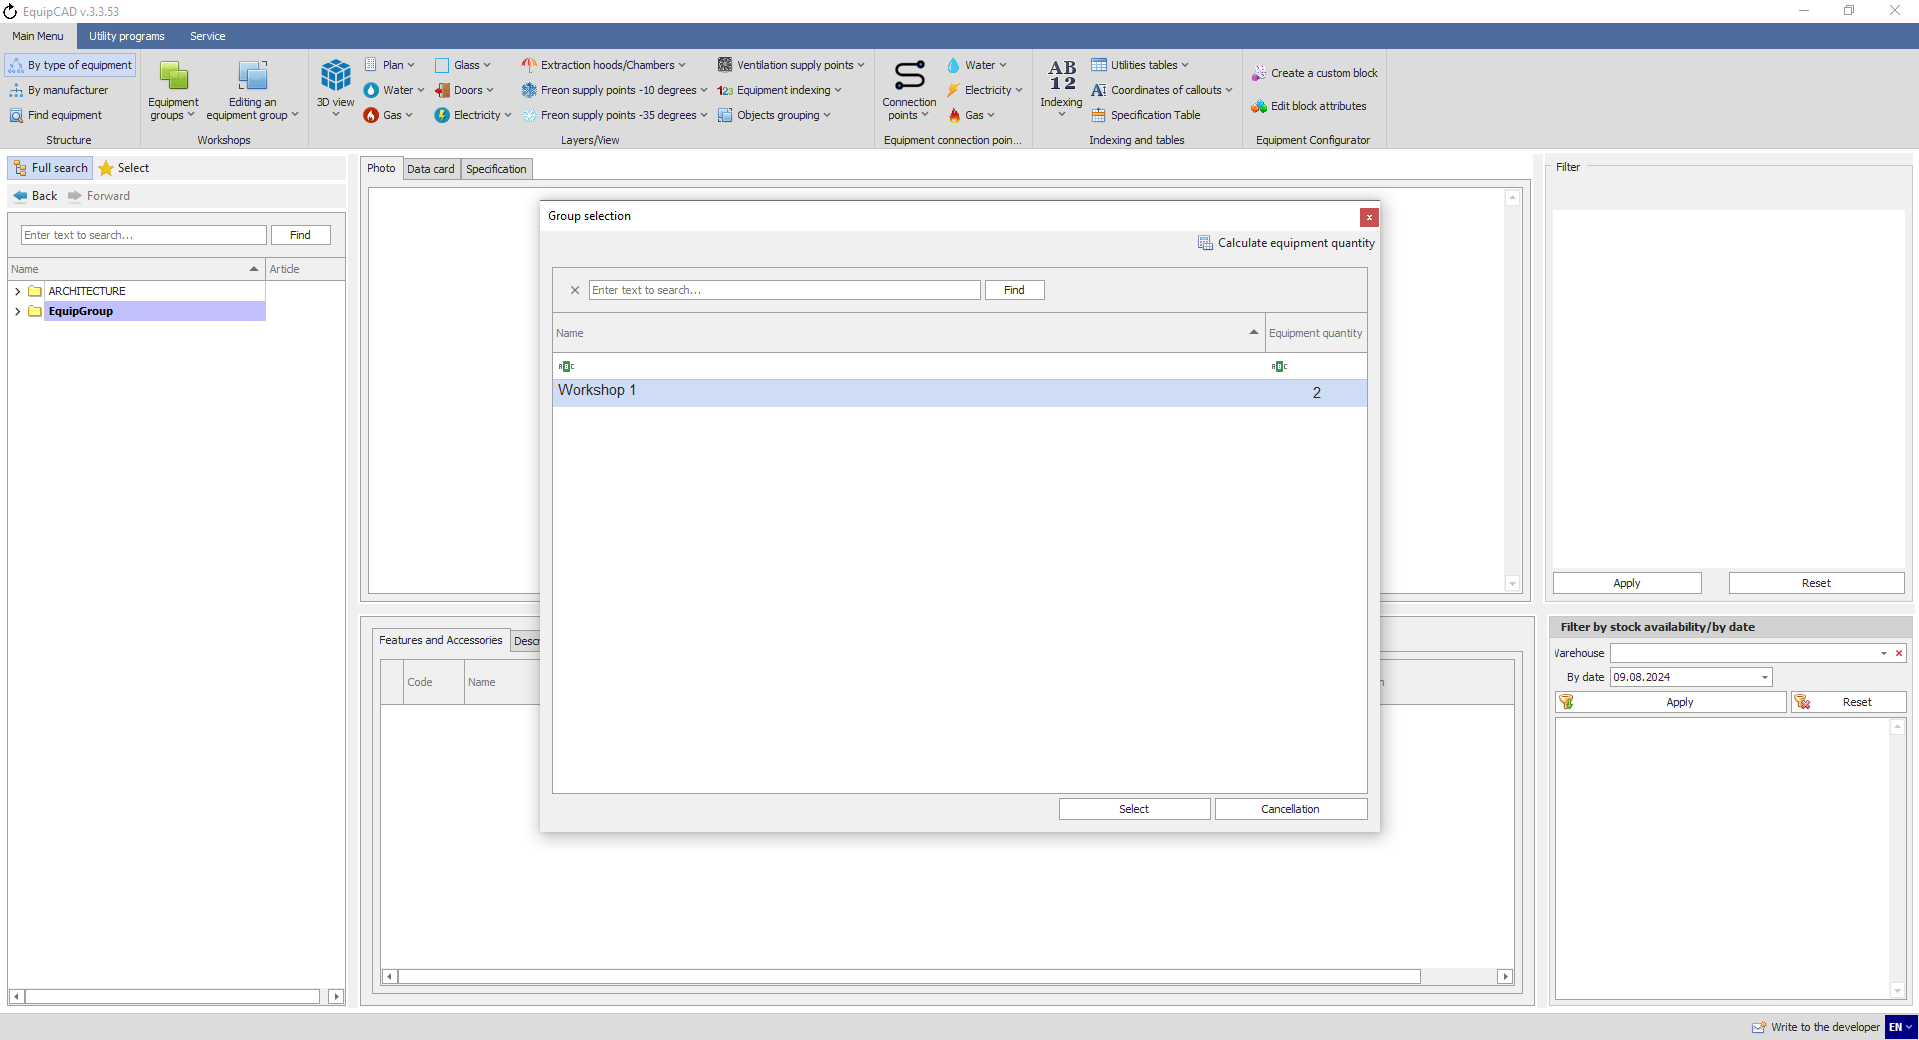 EquipCAD v.3.3.53
Main Menu
Utility programs
Service
By type of equipment
By manufacturer
Find equipment
Structure
Equipment groups
Editing an equipment group
Workshops
3D view
Plan
Water
Gas
Glass
Doors
Electricity
Extraction hoods/Chambers
Freon supply points -10 degrees
Freon supply points -35 degrees
Ventilation supply points
123 Equipment indexing
Objects grouping
Layers/View
Connection points
Water
Electricity
Gas
Equipment connection poin...
AB
12
Indexing
Utilities tables
Coordinates of callouts
Specification Table
Indexing and tables
Create a custom block
Edit block attributes
Equipment Configurator
Full search
Select
Back
Forward
Enter text to search...
Find
Name
Article
ARCHITECTURE
EquipGroup
Photo
Data card
Specification
Group selection
x
Calculate equipment quantity
Enter text to search...
Find
Name
Equipment quantity
ABC
ABC
Workshop 1
2
Select
Cancellation
Features and Accessories
Descr
Code
Name
Filter
Apply
Reset
Filter by stock availability/by date
Varehouse
By date
09.08.2024
Apply
Reset
Write to the developer
EN